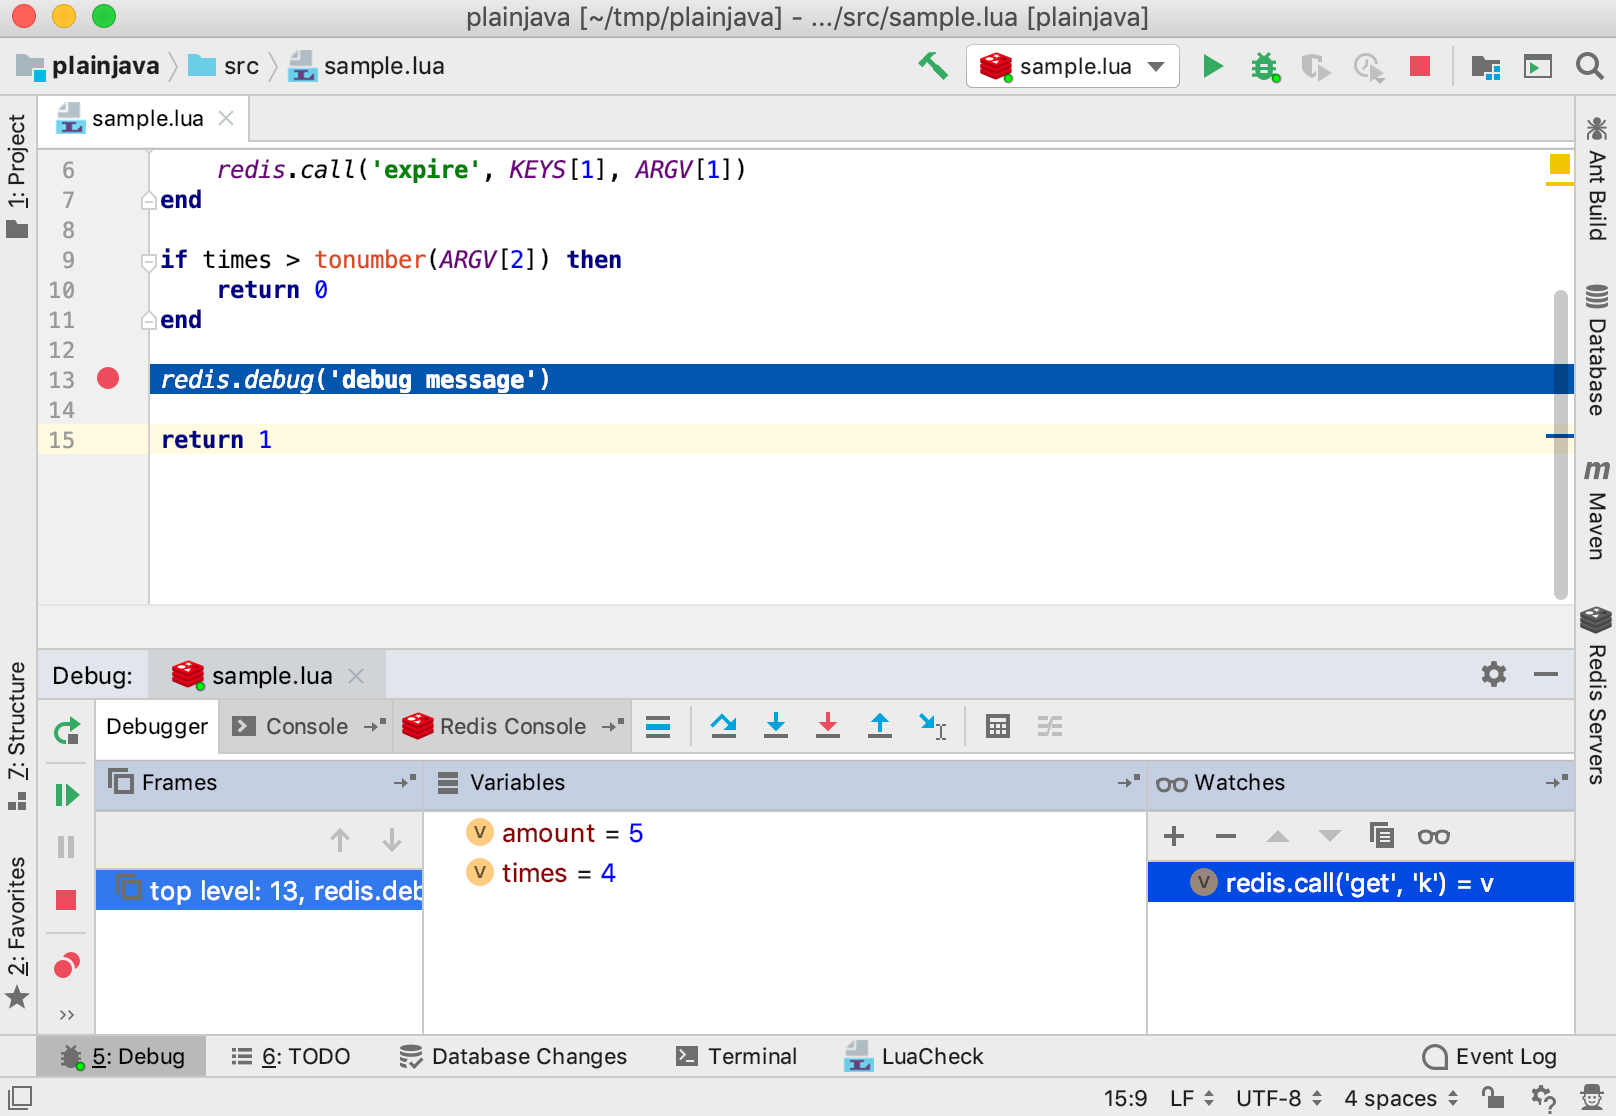 plainjava [~/tmp/plainjava] - .../src/sample.lua [plainjava]
plainjava src sample.lua
sample.lua
sample.lua
1: Project
6 redis.call('expire', KEYS[1], ARGV[1])
7 end
8
9 if times > tonumber(ARGV[2]) then
10 return 0
11 end
12
13 redis.debug('debug message')
14
15 return 1
Ant Build
Database
m Maven
Redis Servers
7: Structure
2: Favorites
Debug: sample.lua
Debugger Console Redis Console
Frames Variables Watches
V amount = 5
V times = 4
top level: 13, redis.deb
V redis.call('get', 'k') = v
5: Debug 6: TODO Database Changes Terminal LuaCheck Event Log
15:9 LF UTF-8 4 spaces